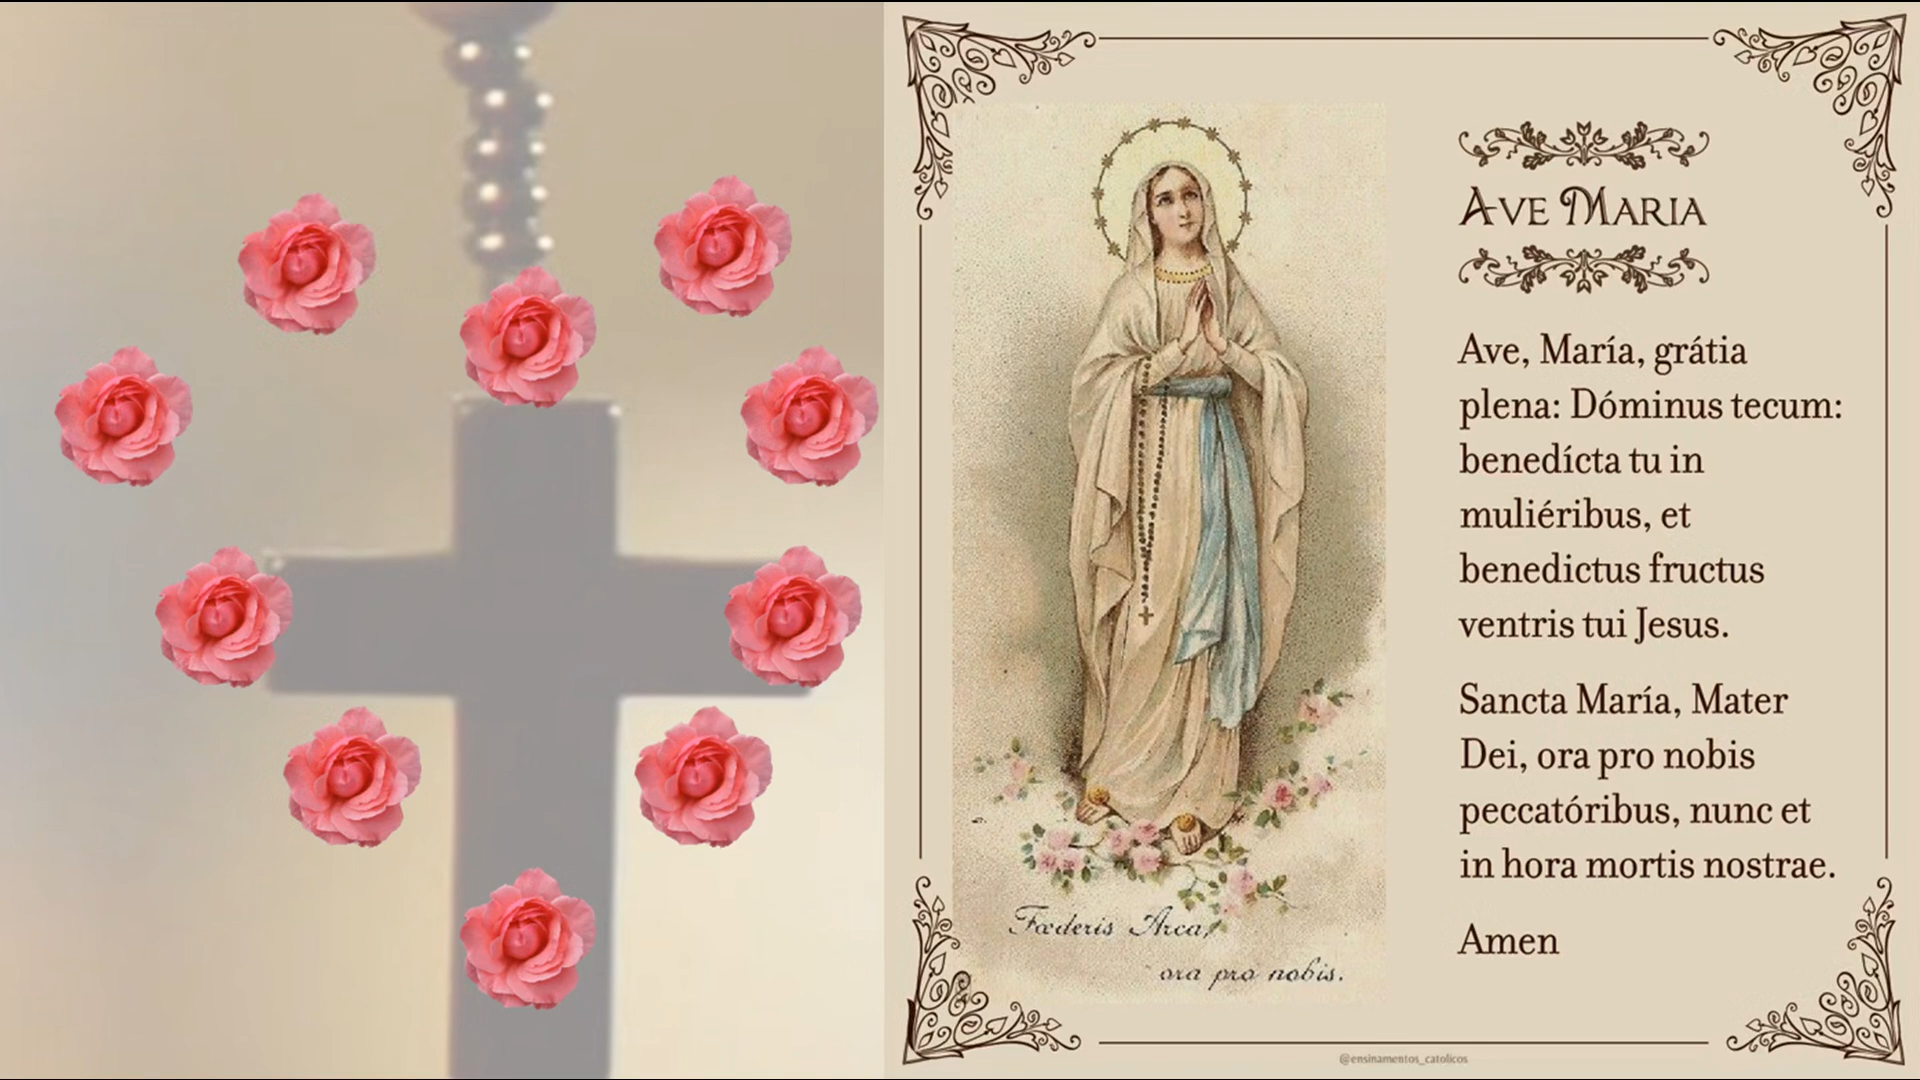 AVE MARIA
Ave, María, grátia
plena: Dóminus tecum:
benedícta tu in
muliéribus, et
benedictus fructus
ventris tui Jesus.
Sancta María, Mater
Dei, ora pro nobis
peccatóribus, nunc et
in hora mortis nostrae.
Amen
Fœderis Arca,
ora pro nobis.
@ensinamentos_catolicos